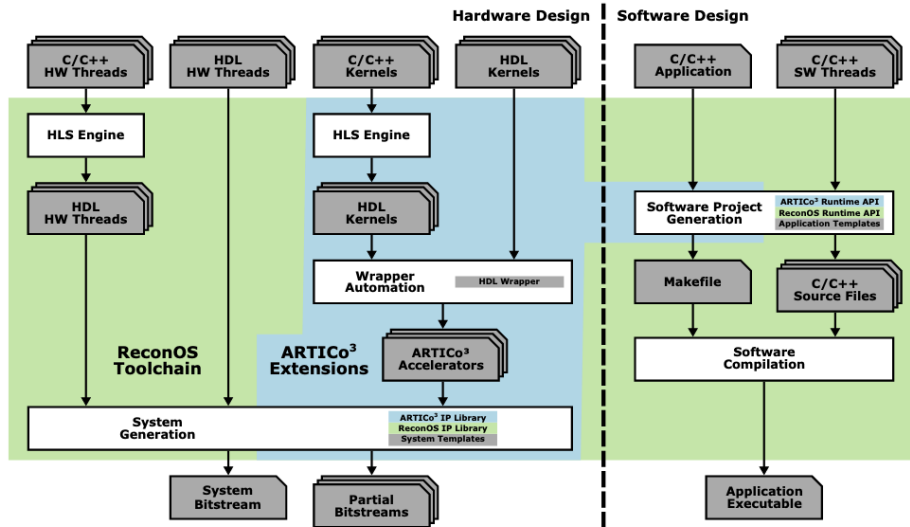 Hardware Design
Software Design
C/C++
HW Threads
HDL
HW Threads
C/C++
Kernels
HDL
Kernels
C/C++
Application
C/C++
SW Threads
HLS Engine
HLS Engine
HDL
HW Threads
HDL
Kernels
Software Project
Generation
ARTICo³ Runtime API
ReconOS Runtime API
Application Templates
Wrapper
Automation
HDL Wrapper
Makefile
C/C++
Source Files
ReconOS
Toolchain
ARTICo³
Extensions
ARTICo³
Accelerators
Software
Compilation
System
Generation
ARTICo³ IP Library
ReconOS IP Library
System Templates
System
Bitstream
Partial
Bitstreams
Application
Executable